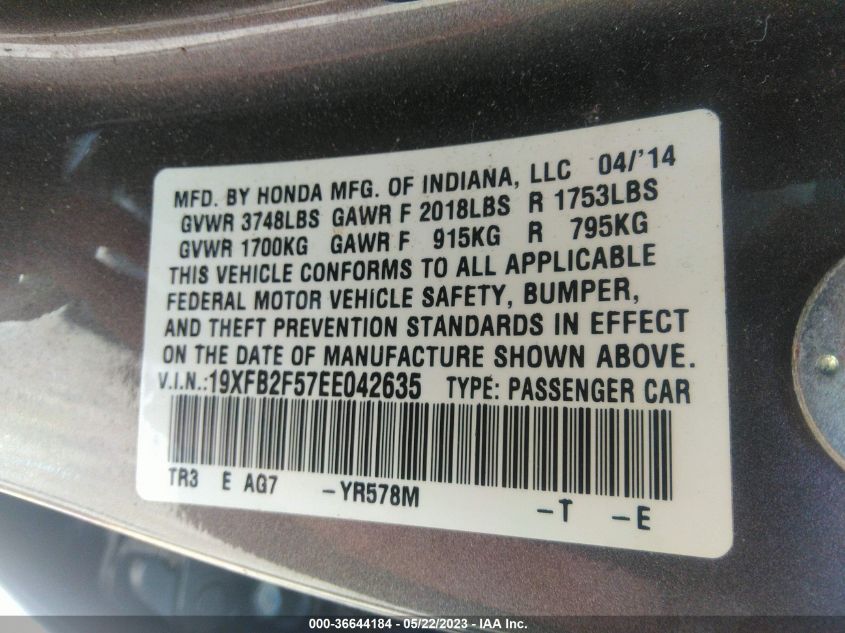 MFD. BY HONDA MFG. OF INDIANA, LLC 04/'14
GVWR 3748LBS GAWR F 2018LBS R 1753LBS
GVWR 1700KG GAWR F 915KG R 795KG
THIS VEHICLE CONFORMS TO ALL APPLICABLE
FEDERAL MOTOR VEHICLE SAFETY, BUMPER,
AND THEFT PREVENTION STANDARDS IN EFFECT
ON THE DATE OF MANUFACTURE SHOWN ABOVE.
V.I.N.:19XFB2F57EE042635 TYPE: PASSENGER CAR
TR3 E AG7 -YR578M -T -E
000-36644184 - 05/22/2023 - IAA Inc.